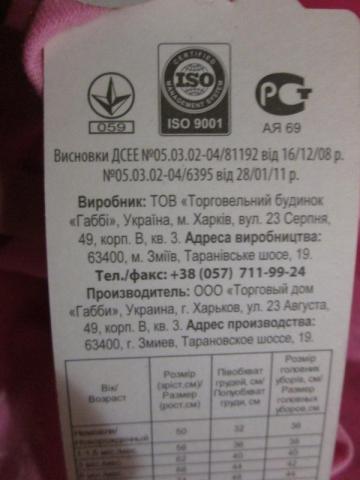 CERTIFIED
ISO
MANAGEMENT SYSTEM
059
ISO 9001
АЯ 69
Висновки ДСЕЕ №05.03.02-04/81192 від 16/12/08 р.
№05.03.02-04/6395 від 28/01/11 р.
Виробник: ТОВ «Торговельний будинок
«Габбі», Україна, м. Харків, вул. 23 Серпня,
49, корп. В, кв. 3. Адреса виробництва:
63400, м. Зміїв, Таранівське шосе, 19.
Тел./факс: +38 (057) 711-99-24
Производитель: ООО «Торговый дом
«Габби», Украина, г. Харьков, ул. 23 Августа,
49, корп. В, кв. 3. Адрес производства:
63400, г. Змиев, Тарановское шоссе, 19.
Вік/
Возраст
Розмір
(зріст,см)/
Размер
(рост,см)
Півобхват
грудей, см/
Полуобхват
груди, см
Розмір
головних
уборів, см/
Размер
головных
уборов,см
50 32 36
56 36 38
62 40 40
44 42